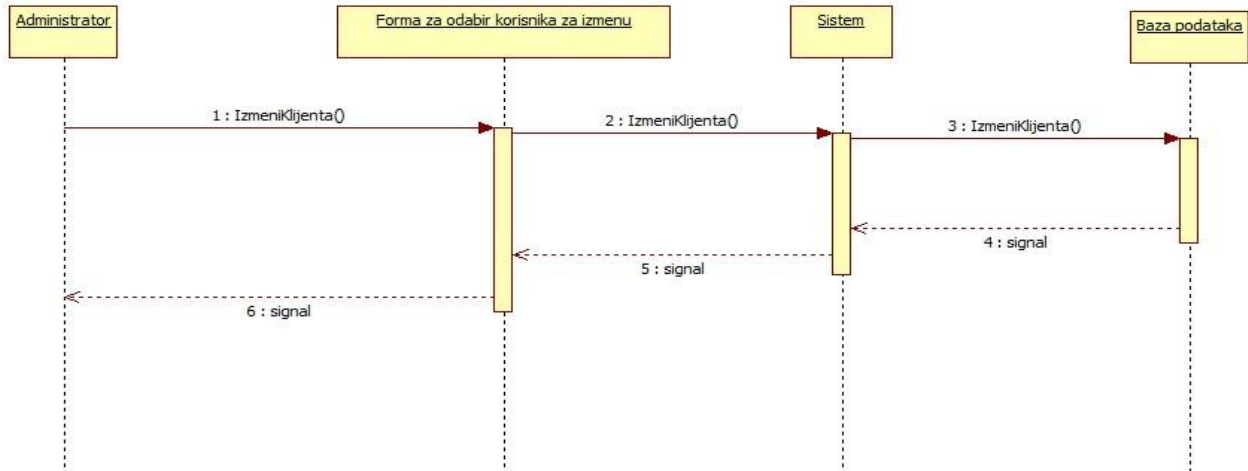 Administrator
Forma za odabir korisnika za izmenu
Sistem
Baza podataka
1 : IzmeniKlijenta()
2 : IzmeniKlijenta()
3 : IzmeniKlijenta()
4 : signal
5 : signal
6 : signal